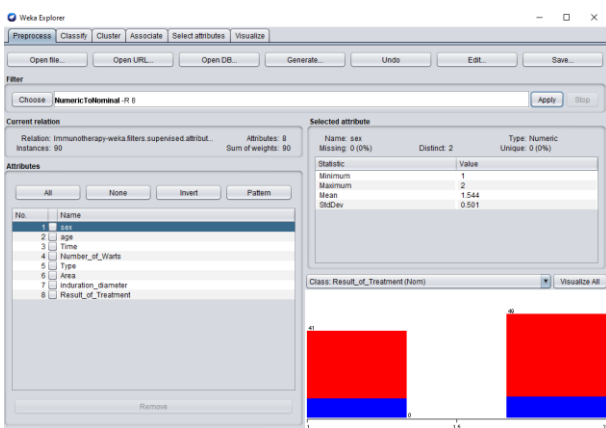 Weka Explorer
Preprocess Classify Cluster Associate Select attributes Visualize
Open file... Open URL... Open DB... Generate... Undo Edit... Save...
Filter
Choose NumericToNominal -R 8 Apply Stop
Current relation
Relation: Immunotherapy-weka.filters.supervised.attribut... Attributes: 8
Instances: 90 Sum of weights: 90
Attributes
All None Invert Pattern
No. Name
1 sex
2 age
3 Time
4 Number_of_Warts
5 Type
6 Area
7 induration_diameter
8 Result_of_Treatment
Remove
Selected attribute
Name: sex Type: Numeric
Missing: 0 (0%) Distinct: 2 Unique: 0 (0%)
Statistic Value
Minimum 1
Maximum 2
Mean 1.544
StdDev 0.501
Class: Result_of_Treatment (Nom) Visualize All
41 0 49
1 1.5 2